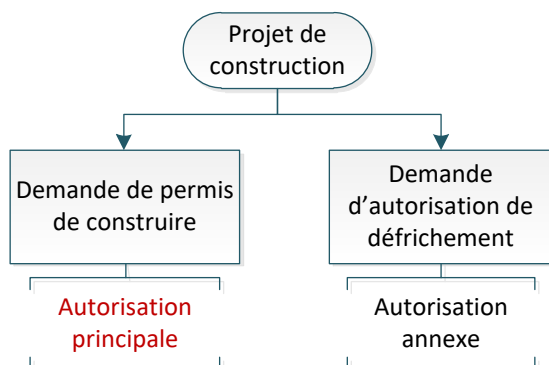 Projet de
construction
Demande de permis
de construire
Demande
d’autorisation de
défrichement
Autorisation
principale
Autorisation
annexe